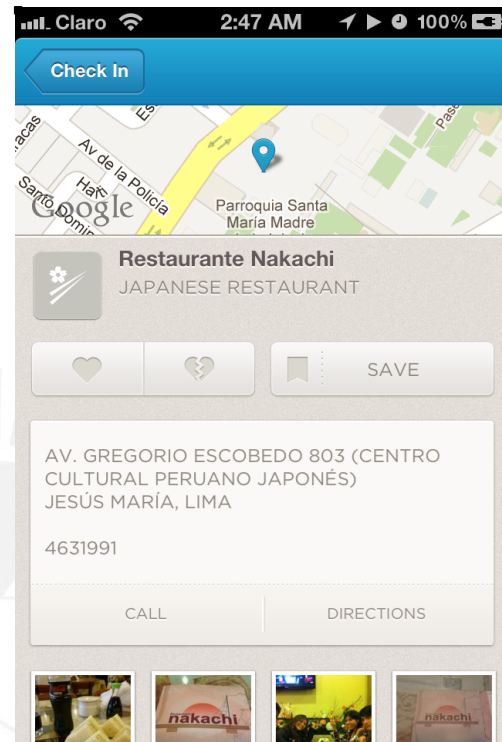 Claro 2:47 AM 100%
Check In
Av de la Policía
Google
Parroquia Santa
María Madre
Restaurante Nakachi
JAPANESE RESTAURANT
SAVE
AV. GREGORIO ESCOBEDO 803 (CENTRO
CULTURAL PERUANO JAPONÉS)
JESÚS MARÍA, LIMA
4631991
CALL DIRECTIONS
nakachi nakachi